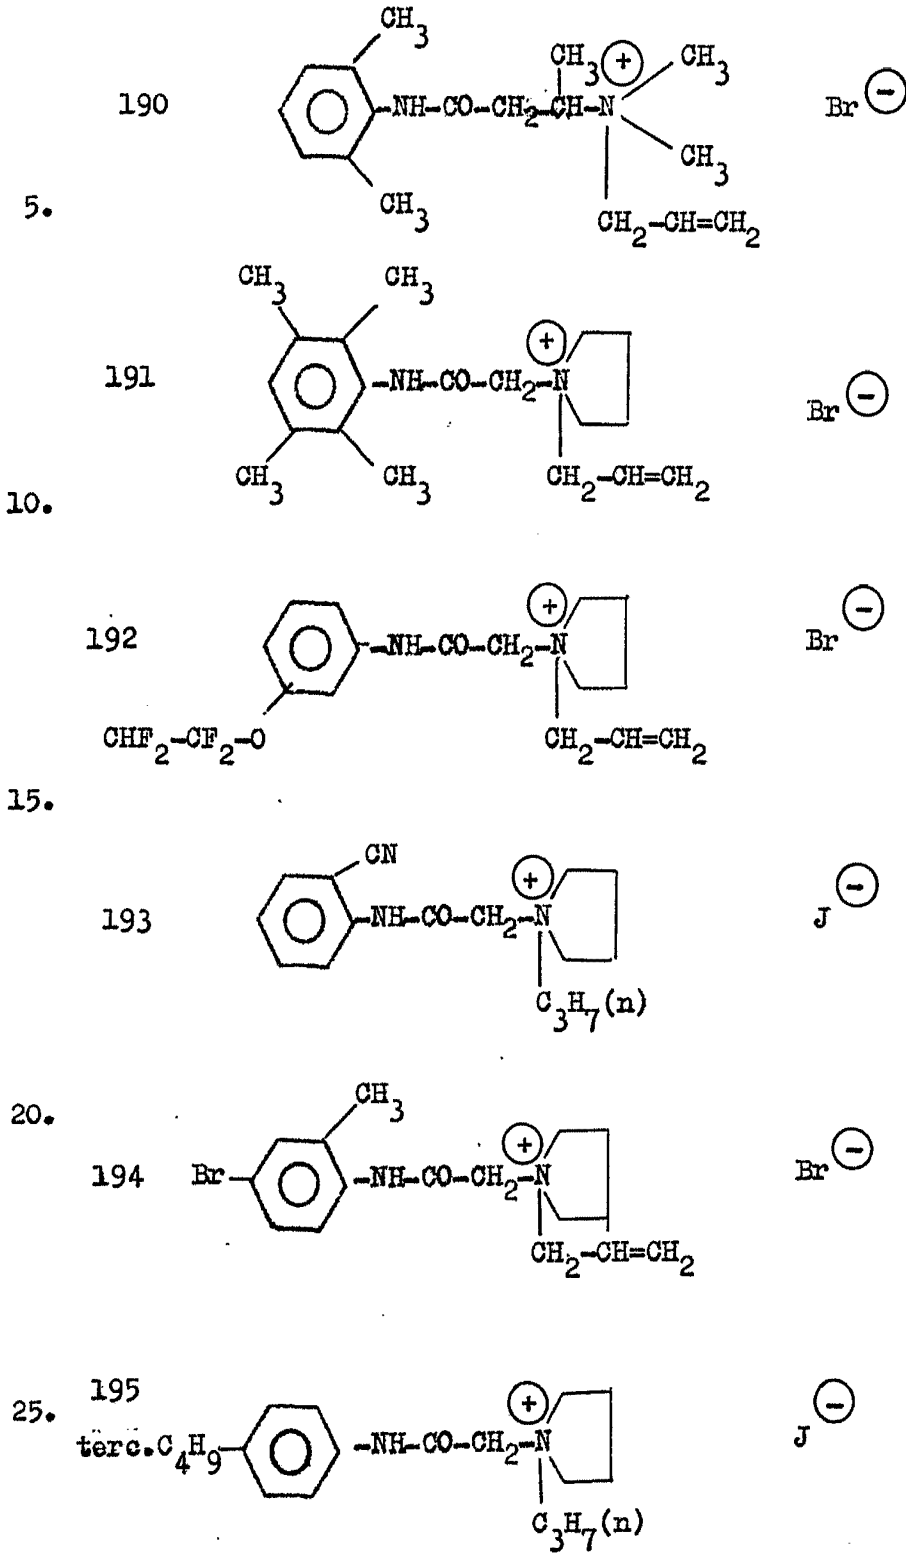 CH3
CH3 +
CH3
190 NH-CO-CH2-CH-N Br -
CH3
CH3
5.
CH2-CH=CH2
CH3 CH3
+
191 -NH-CO-CH2-N Br -
CH3 CH3 CH2-CH=CH2
10.
+ -
192 -NH-CO-CH2-N Br
CHF2-CF2-O CH2-CH=CH2
15.
CN
+ -
193 -NH-CO-CH2-N J
C3H7(n)
CH3
20.
+ -
194 Br- -NH-CO-CH2-N Br
CH2-CH=CH2
195
+ -
25.
terc.C4H9 -NH-CO-CH2-N J
C3H7(n)